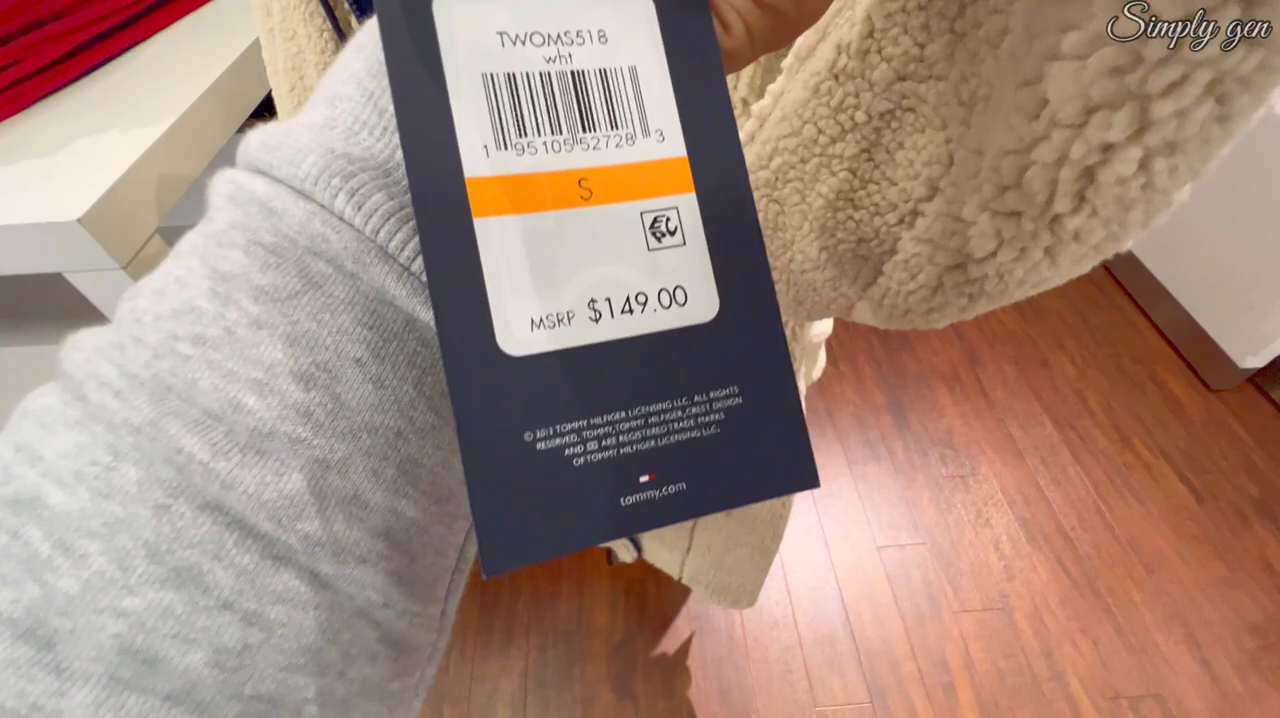 Simply gen
TWOMS518
wht
1 95105 52728 3
S
EPC
MSRP $149.00
© 2013 TOMMY HILFIGER LICENSING LLC. ALL RIGHTS
RESERVED, TOMMY, TOMMY HILFIGER, CREST DESIGN
AND ARE REGISTERED TRADE MARKS
OF TOMMY HILFIGER LICENSING LLC.
tommy.com